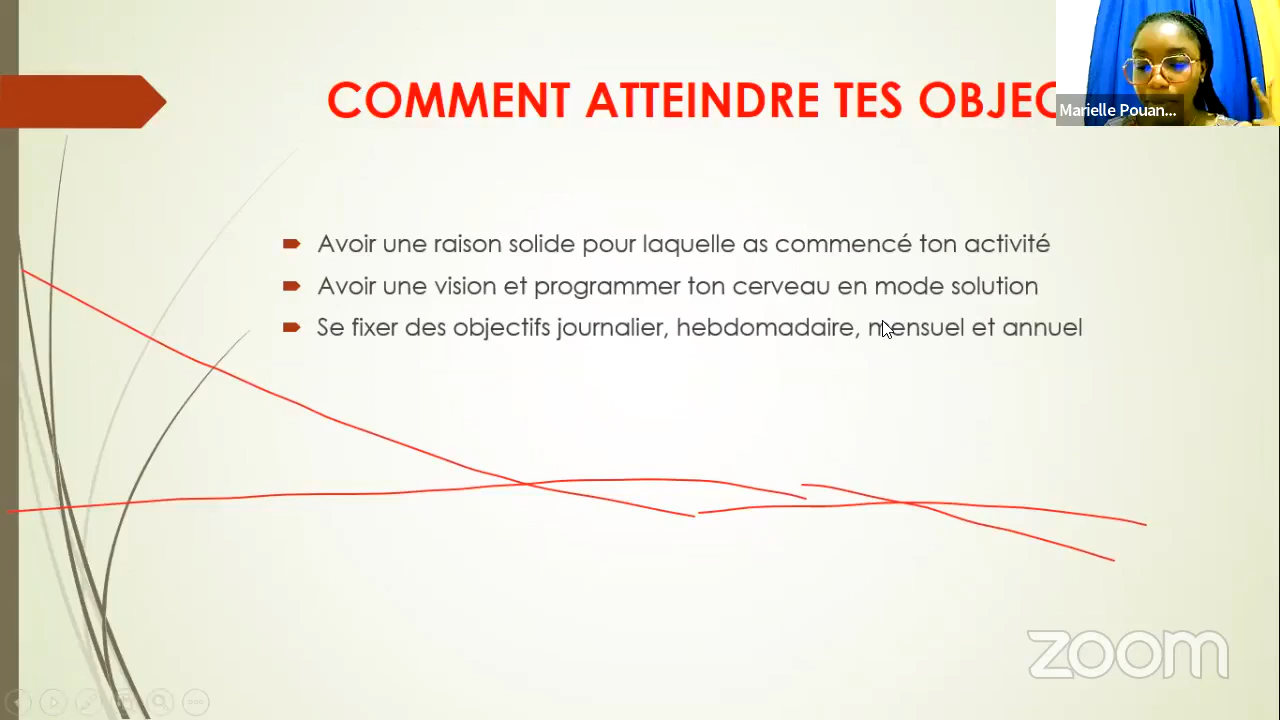 COMMENT ATTEINDRE TES OBJEC
Marielle Pouan...
Avoir une raison solide pour laquelle as commencé ton activité
Avoir une vision et programmer ton cerveau en mode solution
Se fixer des objectifs journalier, hebdomadaire, mensuel et annuel
zoom